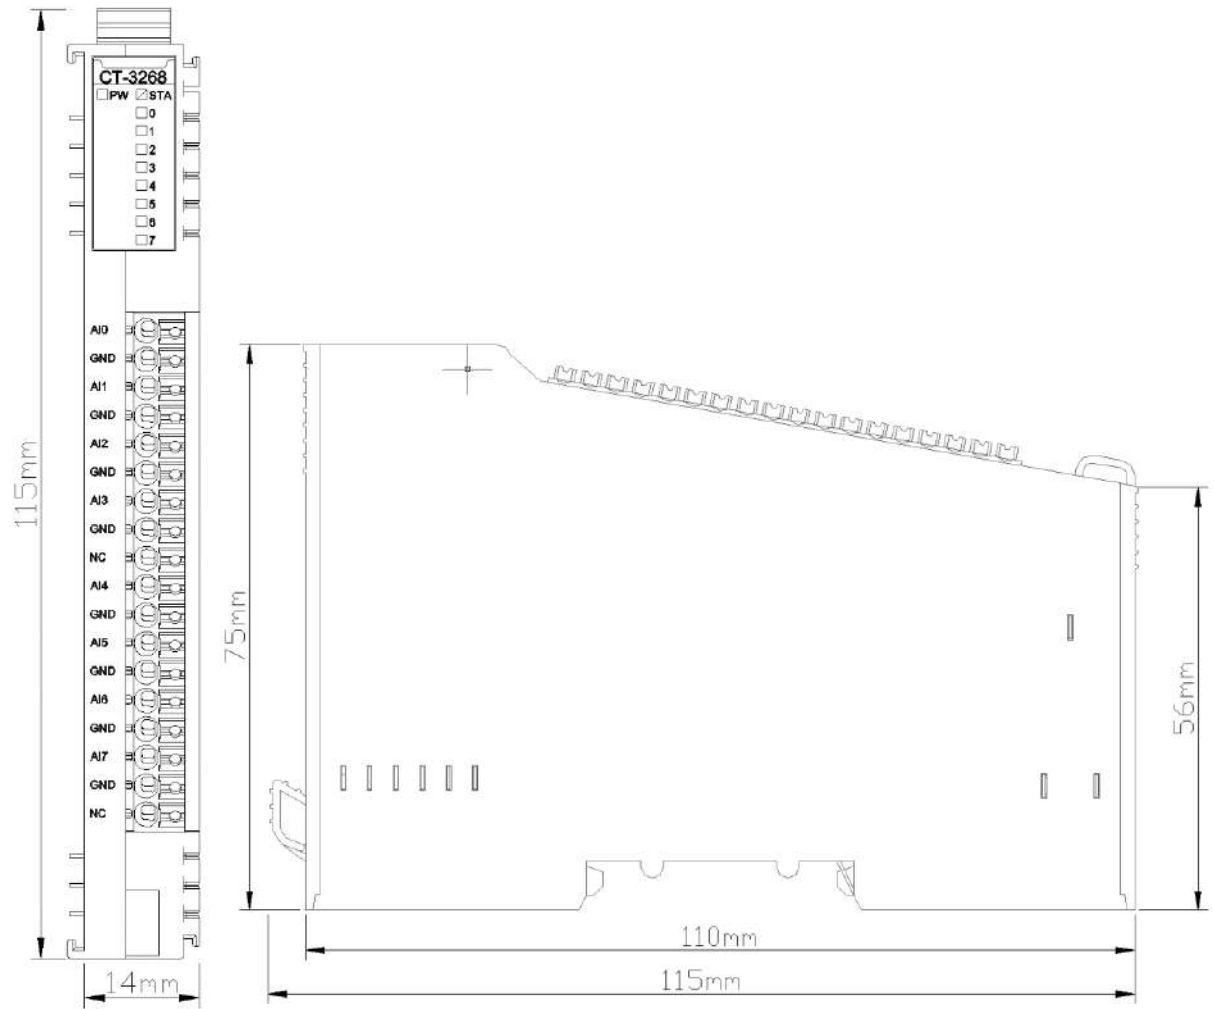 CT-3268
PW STA
0
1
2
3
4
5
6
7
AI0
GND
AI1
GND
AI2
GND
AI3
GND
NC
AI4
GND
AI5
GND
AI6
GND
AI7
GND
NC
115mm
14mm
75mm
56mm
110mm
115mm